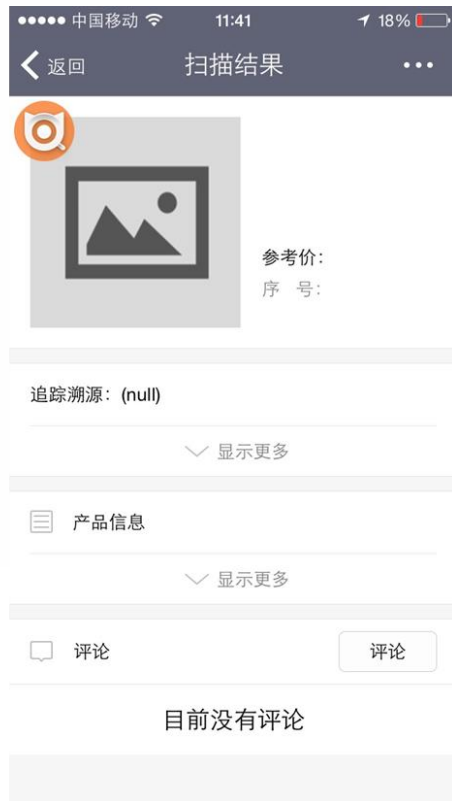 中国移动 11:41 18%
返回 扫描结果
参考价:
序 号:
追踪溯源: (null)
显示更多
产品信息
显示更多
评论 评论
目前没有评论